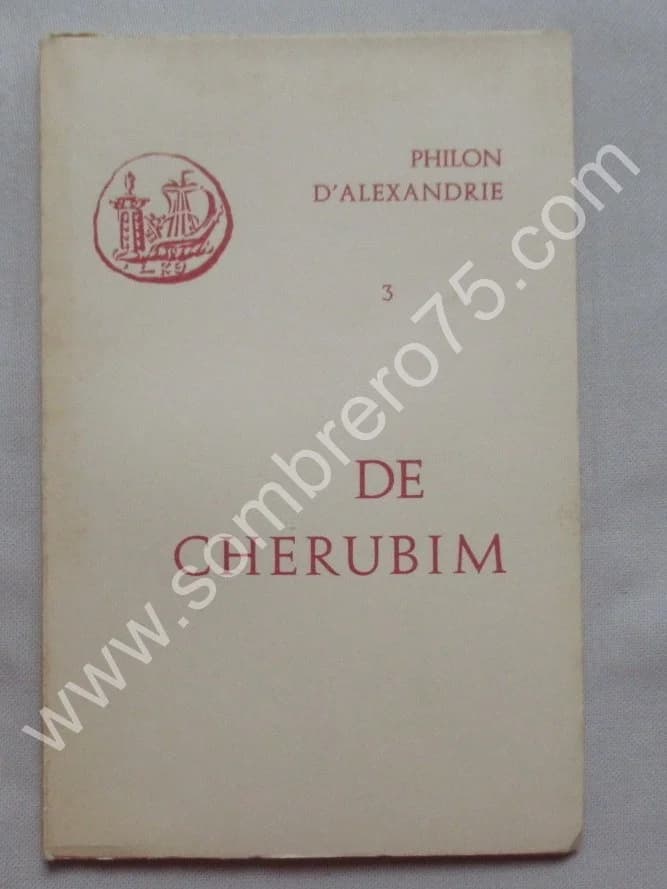 PHILON
D'ALEXANDRIE
3
DE
CHERUBIM
www.sombrero75.com